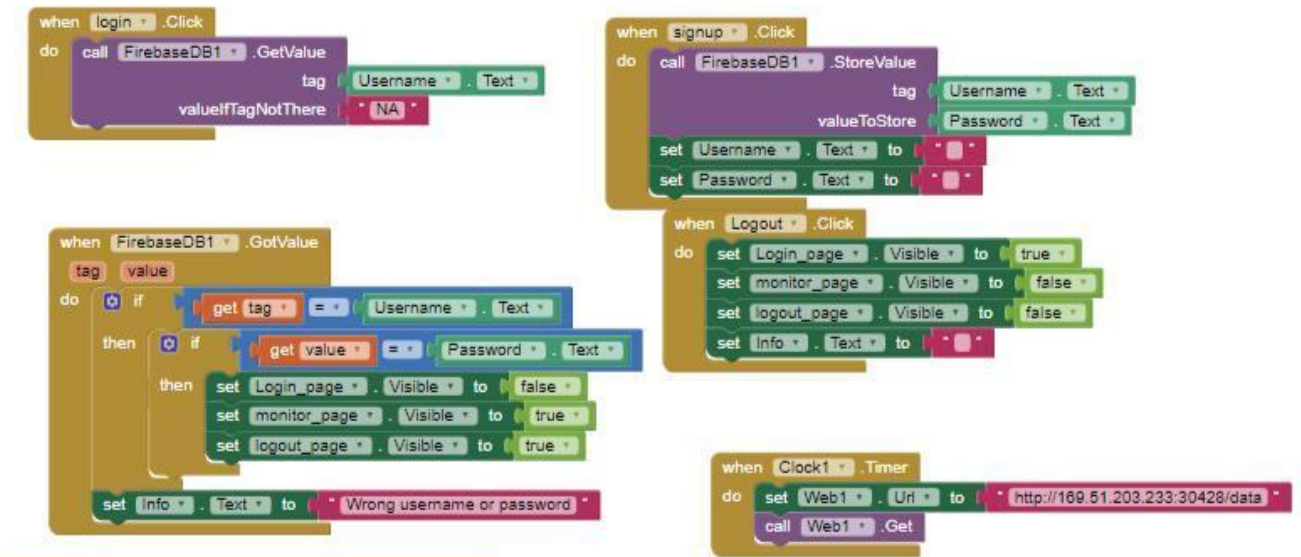 when login .Click
do call FirebaseDB1 .GetValue
tag Username . Text
valueIfTagNotThere " NA "
when signup .Click
do call FirebaseDB1 .StoreValue
tag Username . Text
valueToStore Password . Text
set Username . Text to " "
set Password . Text to " "
when Logout .Click
do set Login_page . Visible to true
set monitor_page . Visible to false
set logout_page . Visible to false
set Info . Text to " "
when FirebaseDB1 .GotValue
tag value
do if get tag = Username . Text
then if get value = Password . Text
then set Login_page . Visible to false
set monitor_page . Visible to true
set logout_page . Visible to true
set Info . Text to " Wrong username or password "
when Clock1 .Timer
do set Web1 . Url to " http://169.51.203.233:30428/data "
call Web1 .Get